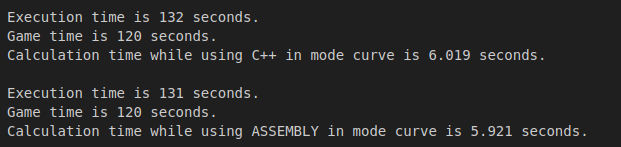 Execution time is 132 seconds.
Game time is 120 seconds.
Calculation time while using C++ in mode curve is 6.019 seconds.
Execution time is 131 seconds.
Game time is 120 seconds.
Calculation time while using ASSEMBLY in mode curve is 5.921 seconds.